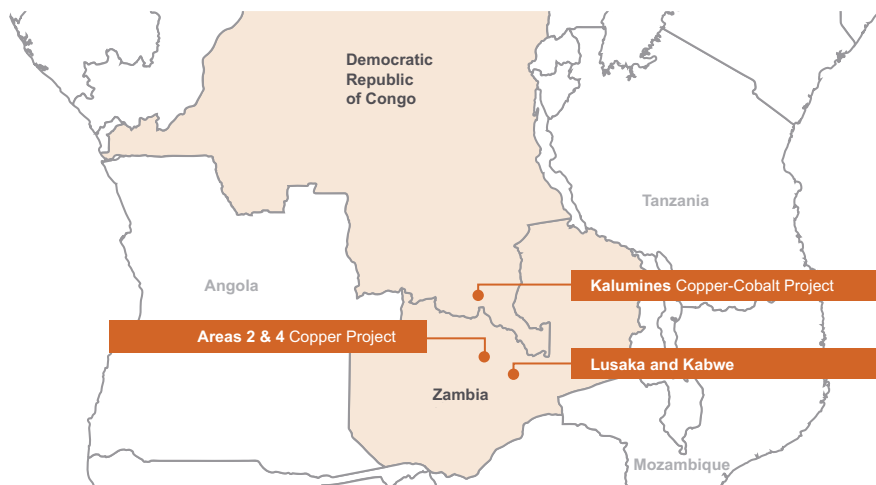 Democratic
Republic
of Congo
Tanzania
Angola
Kalumines Copper-Cobalt Project
Areas 2 & 4 Copper Project
Lusaka and Kabwe
Zambia
Mozambique